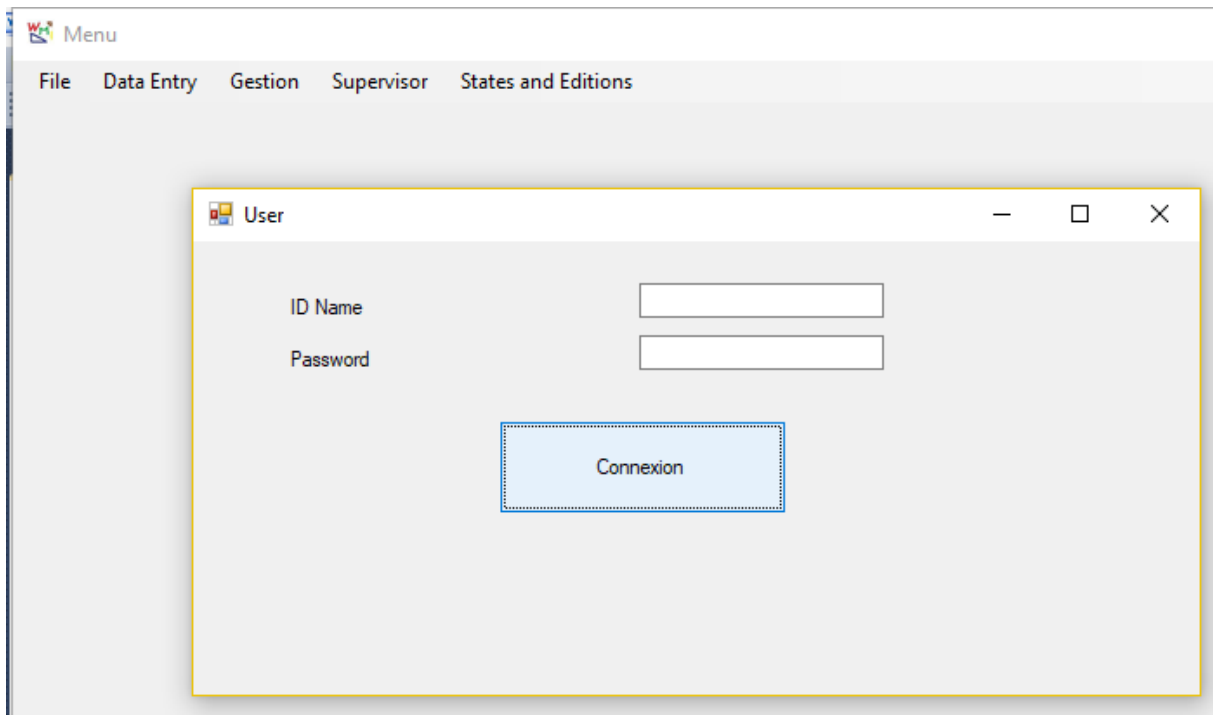 Menu
File Data Entry Gestion Supervisor States and Editions
User
ID Name
Password
Connexion